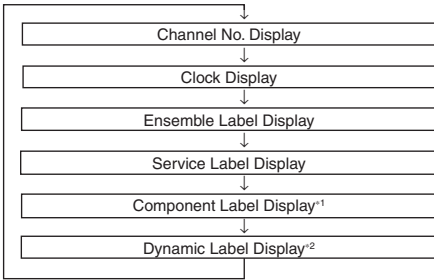 Channel No. Display
Clock Display
Ensemble Label Display
Service Label Display
Component Label Display*1
Dynamic Label Display*2